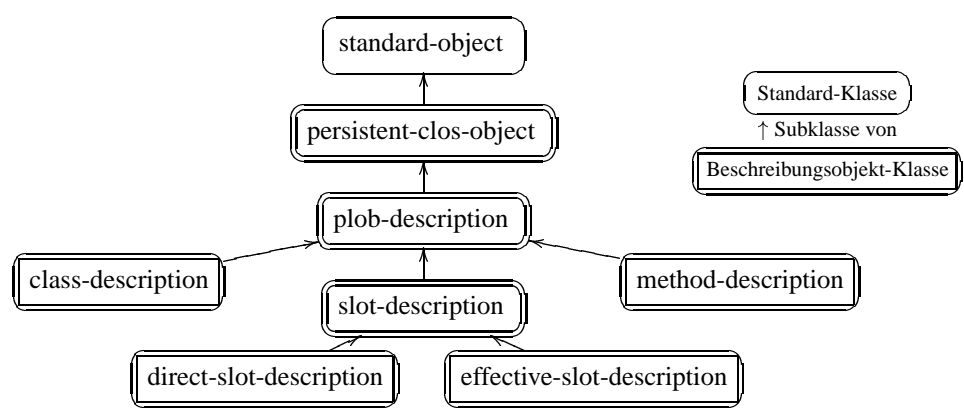 standard-object
persistent-clos-object
plob-description
class-description
method-description
slot-description
direct-slot-description
effective-slot-description
Standard-Klasse
↑ Subklasse von
Beschreibungsobjekt-Klasse